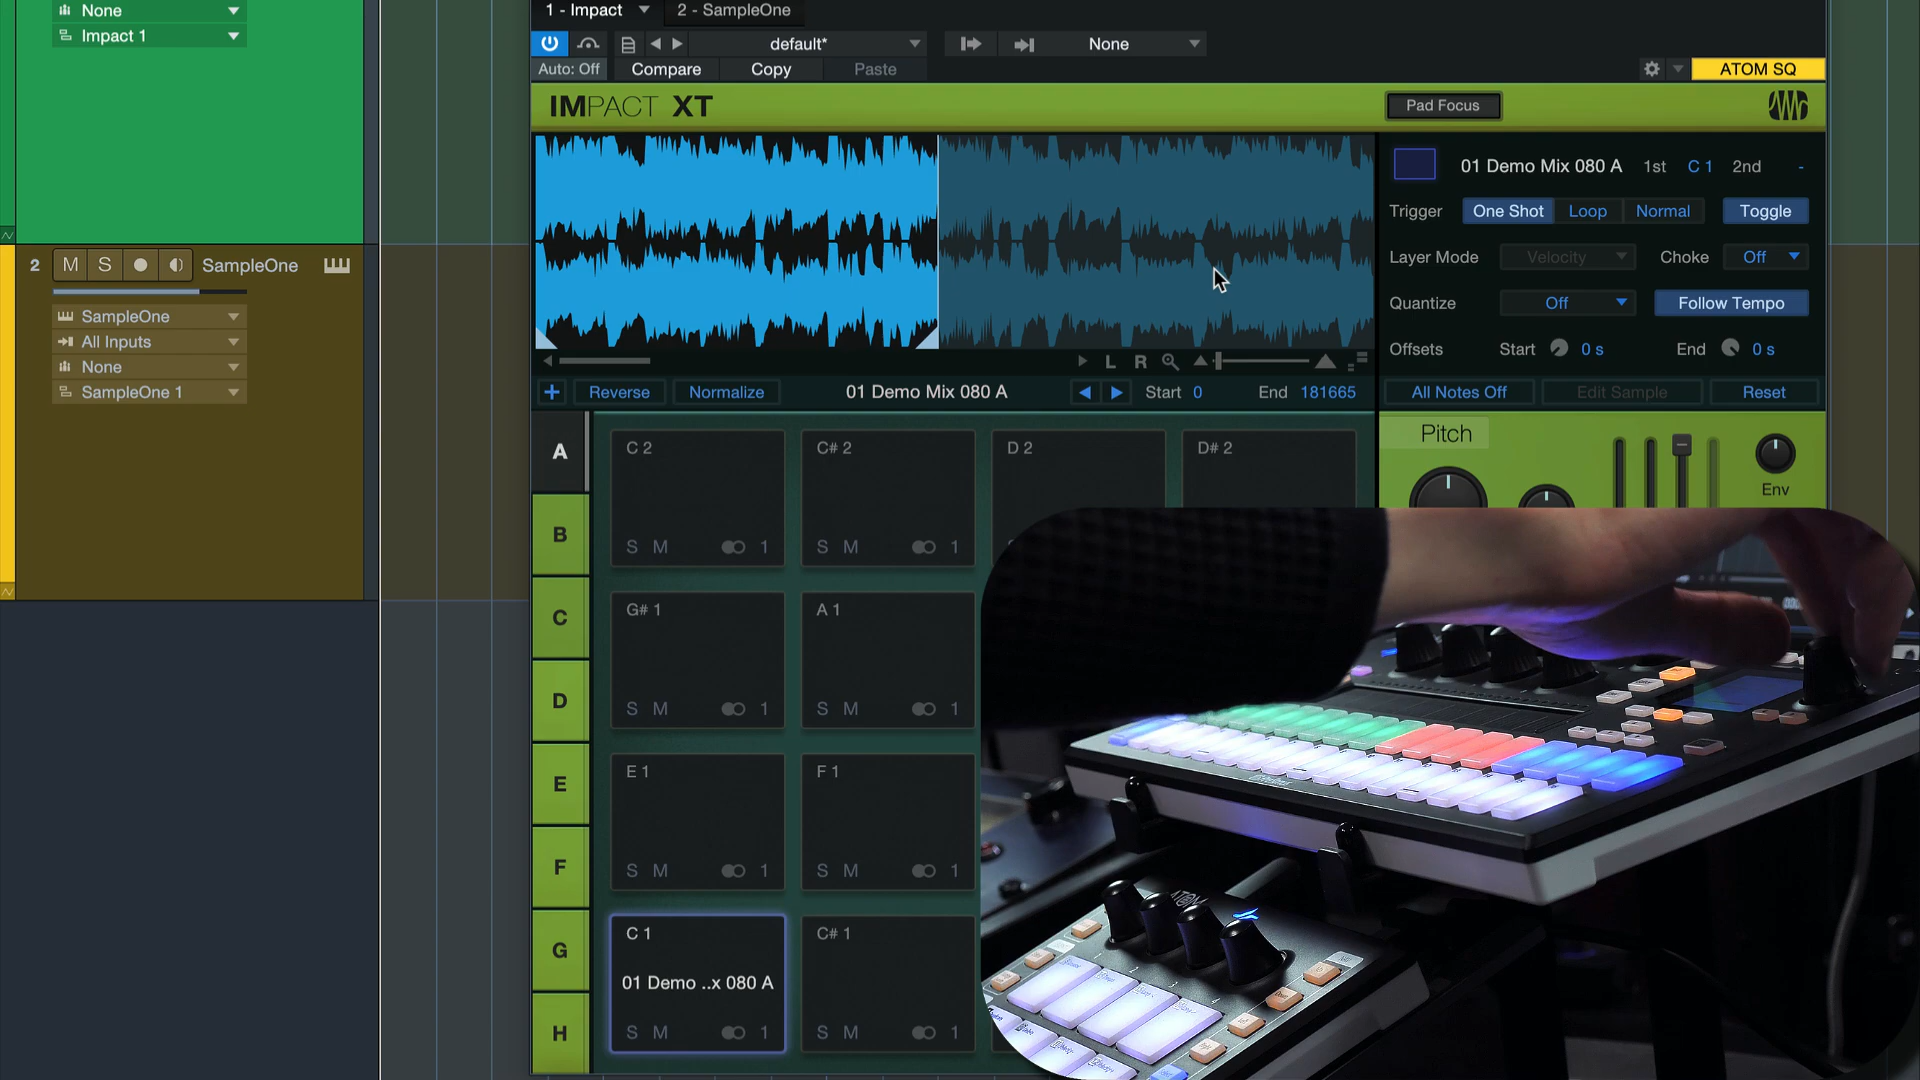 None
Impact 1
2 M S SampleOne
SampleOne
All Inputs
None
SampleOne 1
1 - Impact 2 - SampleOne
default* None
Auto: Off Compare Copy Paste ATOM SQ
IMPACT XT Pad Focus
01 Demo Mix 080 A 1st C 1 2nd -
Trigger One Shot Loop Normal Toggle
Layer Mode Velocity Choke Off
Quantize Off Follow Tempo
Offsets Start 0 s End 0 s
L R
+ Reverse Normalize 01 Demo Mix 080 A Start 0 End 181665
All Notes Off Edit Sample Reset
Pitch
Env
A
B
C
D
E
F
G
H
C 2 C# 2 D 2 D# 2
S M 1 S M 1
G# 1 A 1
S M 1 S M 1
E 1 F 1
S M 1 S M 1
C 1 C# 1
01 Demo ..x 080 A
S M 1 S M 1
ATOM